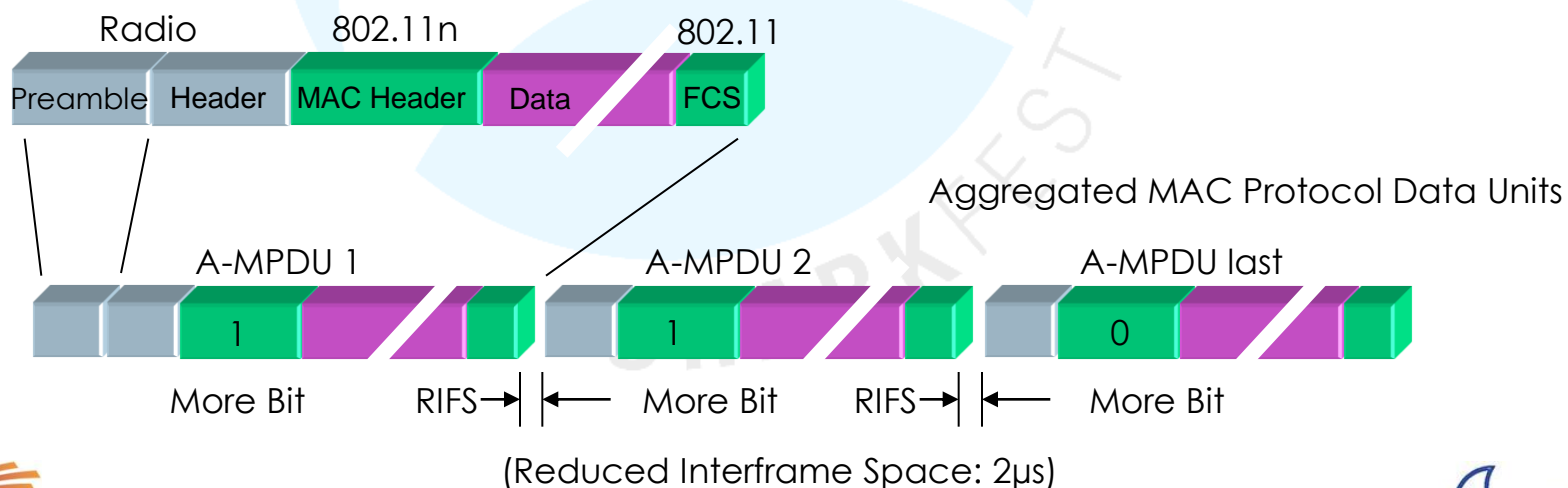 Radio 802.11n 802.11
Preamble Header MAC Header Data FCS
Aggregated MAC Protocol Data Units
A-MPDU 1 A-MPDU 2 A-MPDU last
1 1 0
More Bit RIFS More Bit RIFS More Bit
(Reduced Interframe Space: 2µs)